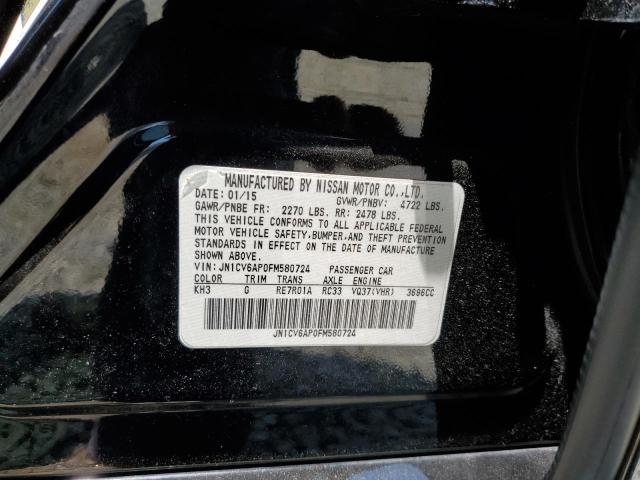 MANUFACTURED BY NISSAN MOTOR CO.,LTD.
DATE: 01/15 GVWR/PNBV: 4722 LBS.
GAWR/PNBE FR: 2270 LBS. RR: 2478 LBS.
THIS VEHICLE CONFORMS TO ALL APPLICABLE FEDERAL
MOTOR VEHICLE SAFETY,BUMPER,AND THEFT PREVENTION
STANDARDS IN EFFECT ON THE DATE OF MANUFACTURE
SHOWN ABOVE.
VIN: JN1CV6AP0FM580724 PASSENGER CAR
COLOR TRIM TRANS AXLE ENGINE
KH3 G RE7R01A RC33 VQ37(VHR) 3696CC
JN1CV6AP0FM580724